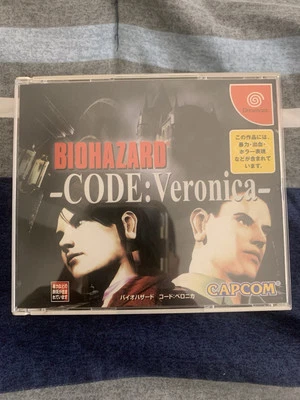 この作品には、
暴力・出血・
ホラー表現
などが含まれて
います。
BIOHAZARD
-CODE:Veronica-
バイオハザード コード:ベロニカ
CAPCOM